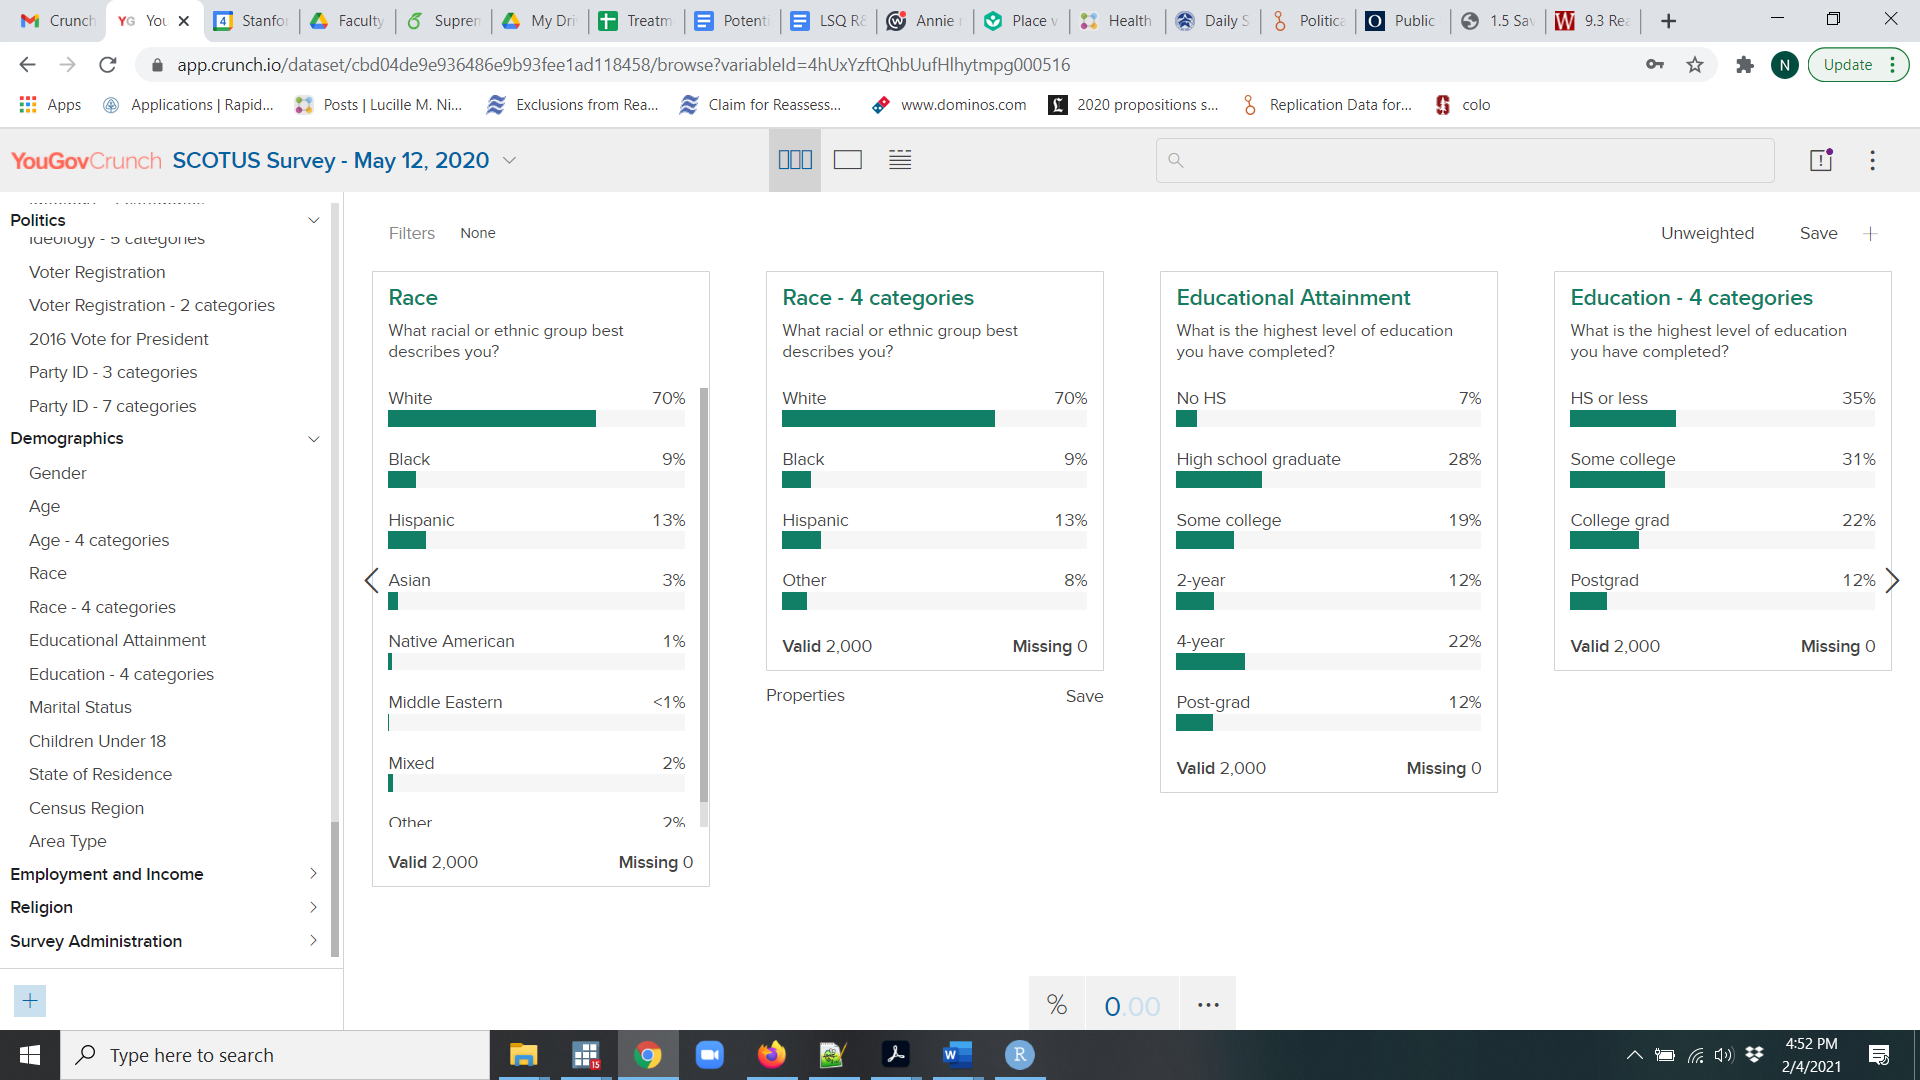 Crunch
YG You
4 Stanfo
Faculty
Suprem
My Dri
Treatm
Potenti
LSQ R&
Annie
Place v
Health
Daily S
Politica
Public
1.5 Sav
9.3 Rea
app.crunch.io/dataset/cbd04de9e936486e9b93fee1ad118458/browse?variableId=4hUxYzftQhbUufHlhytmpg000516
N
Update
Apps
Applications | Rapid...
Posts | Lucille M. Ni...
Exclusions from Rea...
Claim for Reassess...
www.dominos.com
2020 propositions s...
Replication Data for...
colo
YouGovCrunch SCOTUS Survey - May 12, 2020
Politics
Ideology - 5 categories
Voter Registration
Voter Registration - 2 categories
2016 Vote for President
Party ID - 3 categories
Party ID - 7 categories
Demographics
Gender
Age
Age - 4 categories
Race
Race - 4 categories
Educational Attainment
Education - 4 categories
Marital Status
Children Under 18
State of Residence
Census Region
Area Type
Employment and Income
Religion
Survey Administration
Filters None
Unweighted Save
Race
What racial or ethnic group best
describes you?
White 70%
Black 9%
Hispanic 13%
Asian 3%
Native American 1%
Middle Eastern <1%
Mixed 2%
Other 2%
Valid 2,000 Missing 0
Race - 4 categories
What racial or ethnic group best
describes you?
White 70%
Black 9%
Hispanic 13%
Other 8%
Valid 2,000 Missing 0
Properties Save
Educational Attainment
What is the highest level of education
you have completed?
No HS 7%
High school graduate 28%
Some college 19%
2-year 12%
4-year 22%
Post-grad 12%
Valid 2,000 Missing 0
Education - 4 categories
What is the highest level of education
you have completed?
HS or less 35%
Some college 31%
College grad 22%
Postgrad 12%
Valid 2,000 Missing 0
% 0.00 ...
Type here to search
15
W
R
4:52 PM
2/4/2021